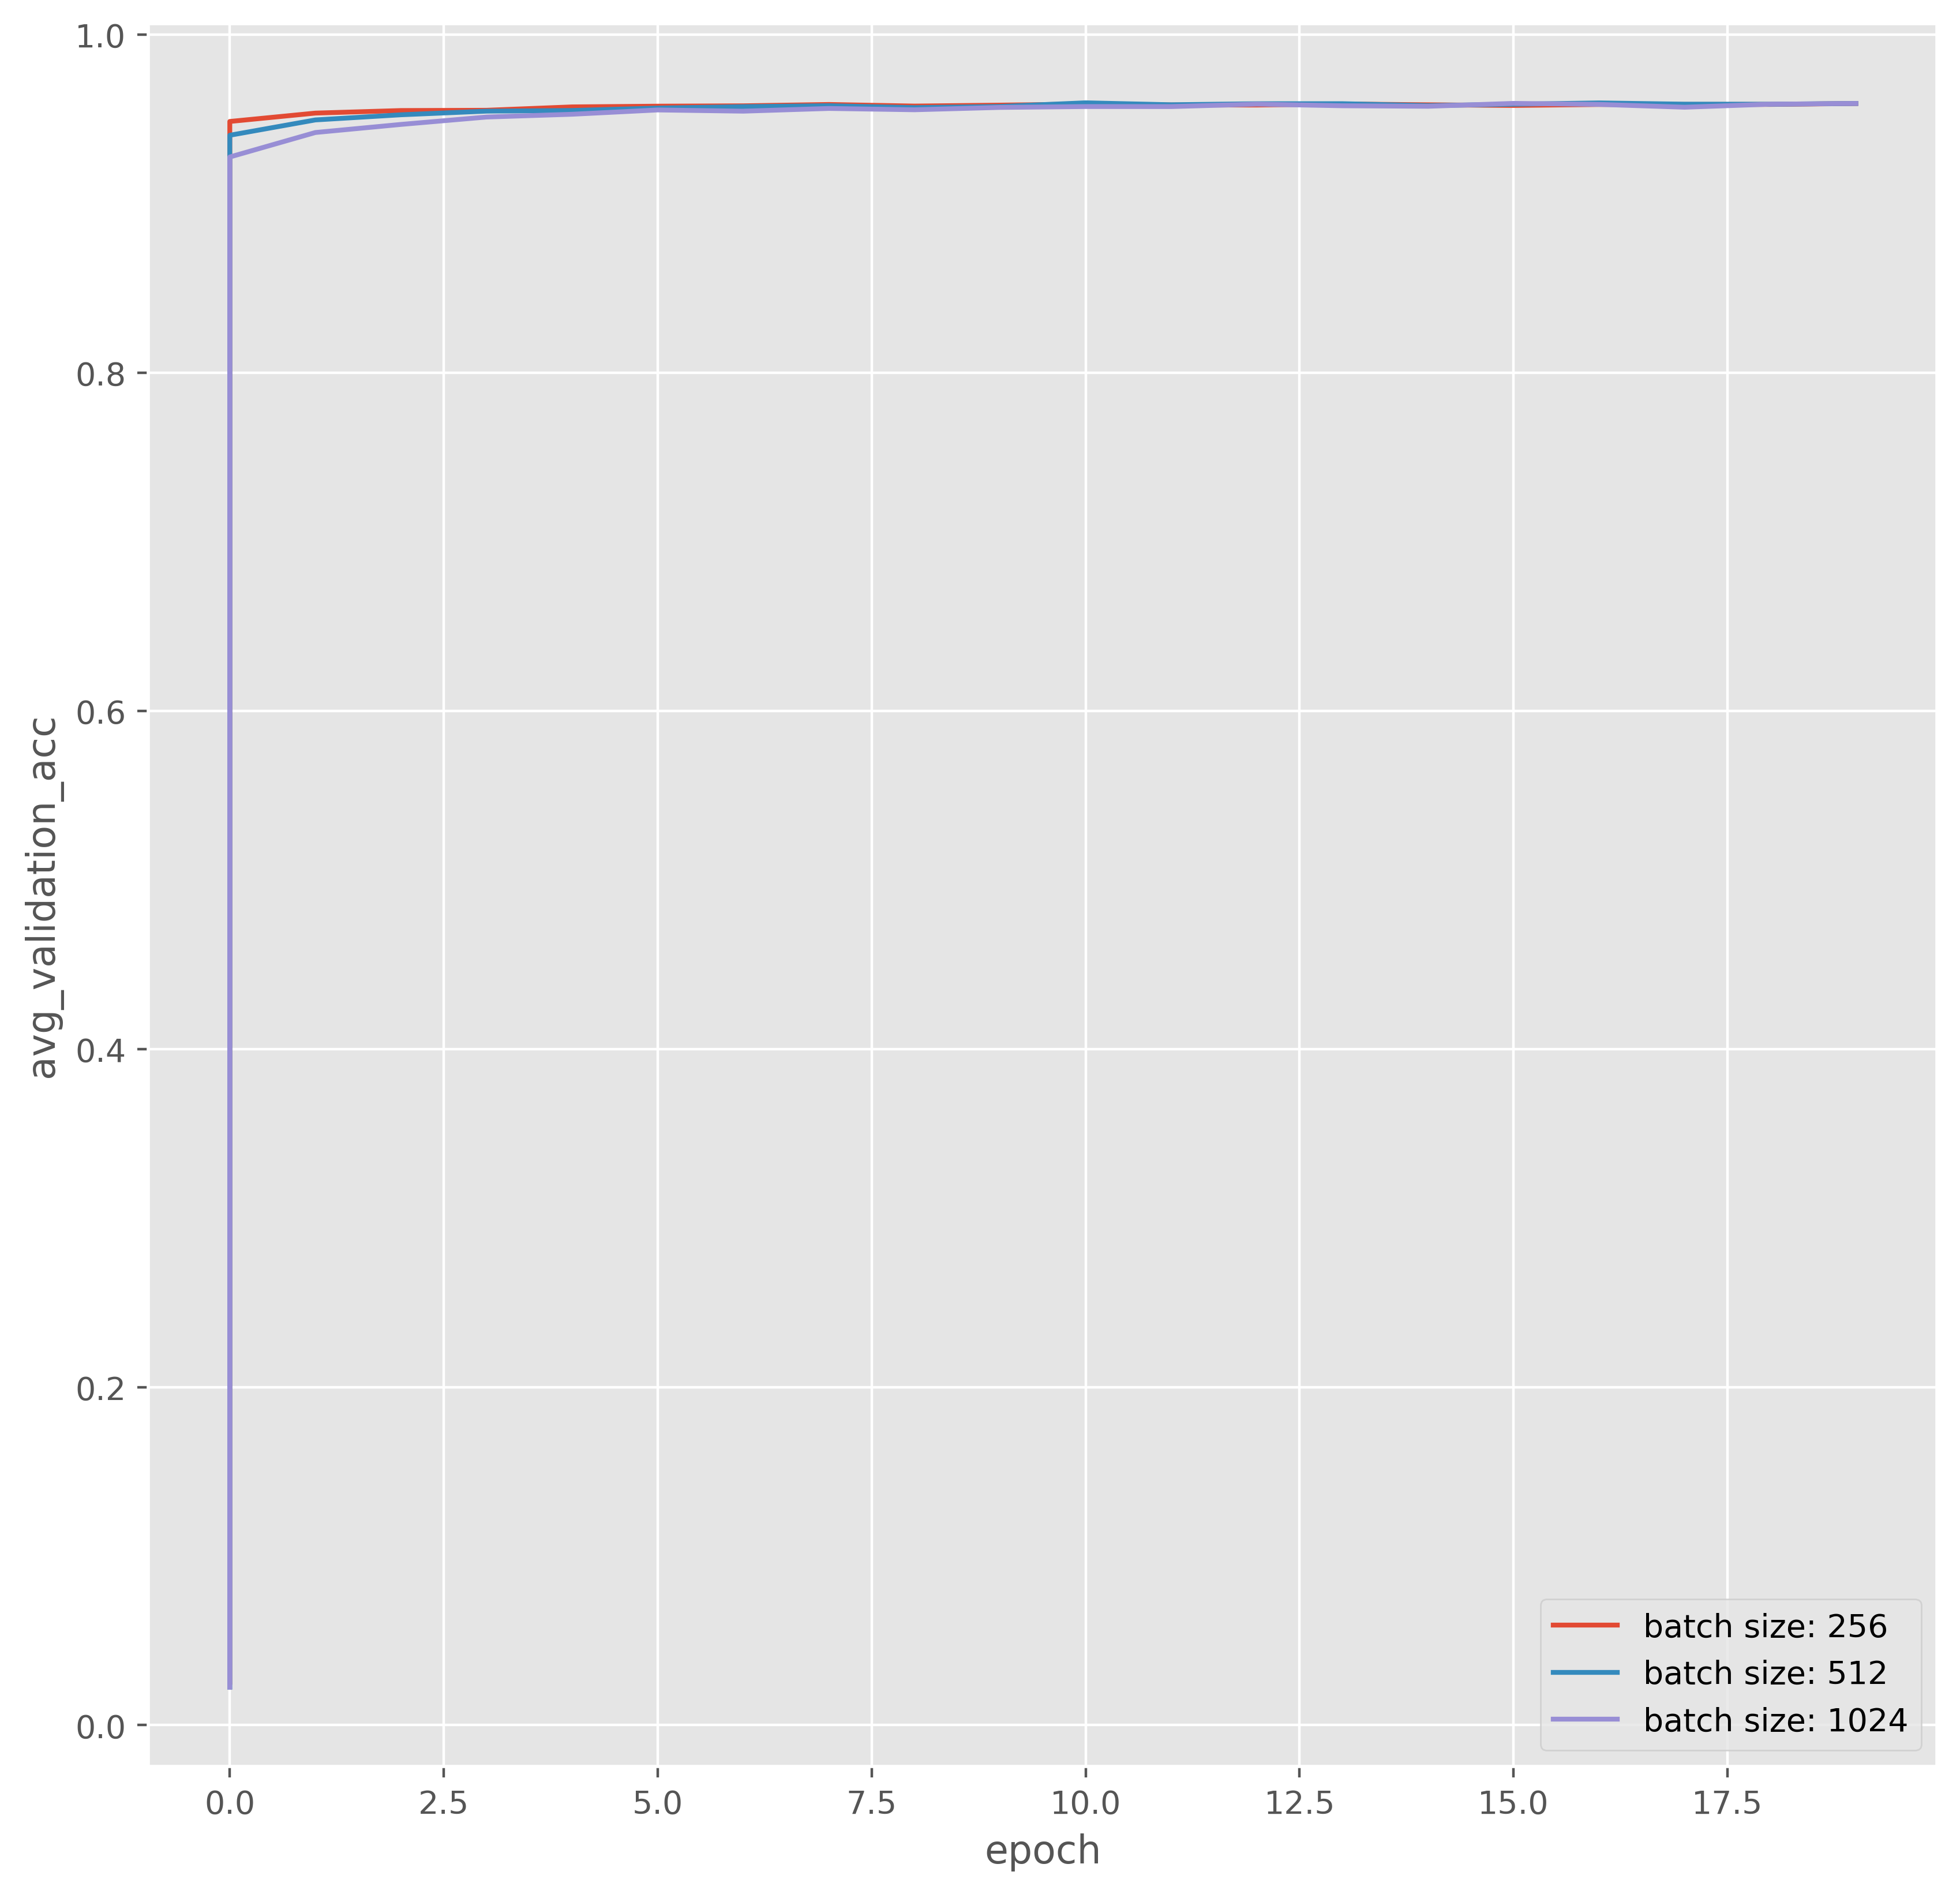 1.0
0.8
0.6
0.4
0.2
0.0
avg_validation_acc
0.0 2.5 5.0 7.5 10.0 12.5 15.0 17.5
epoch
batch size: 256
batch size: 512
batch size: 1024